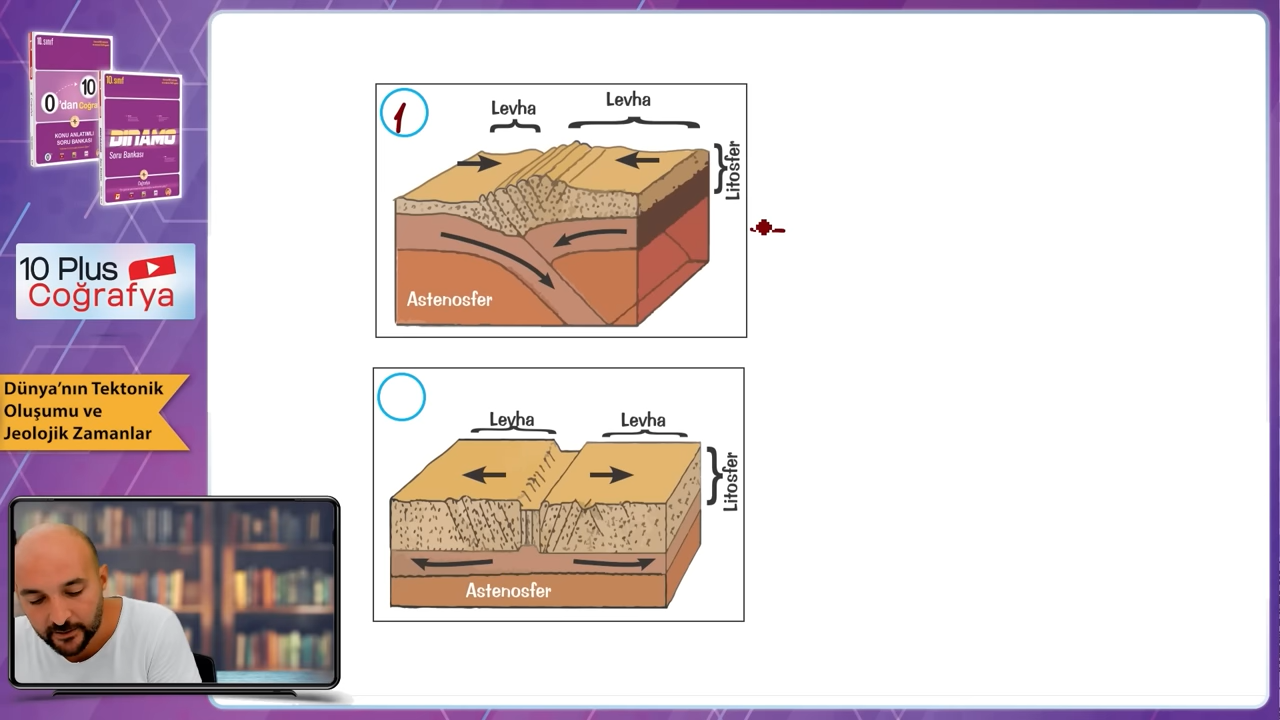 10. sınıf
0'dan 10
Coğra
KONU ANLATIMLI
SORU BANKASI
10. sınıf
DİNAMO
Soru Bankası
10 Plus
Coğrafya
Dünya'nın Tektonik
Oluşumu ve
Jeolojik Zamanlar
1
Levha
Levha
Litosfer
Astenosfer
Levha
Levha
Litosfer
Astenosfer